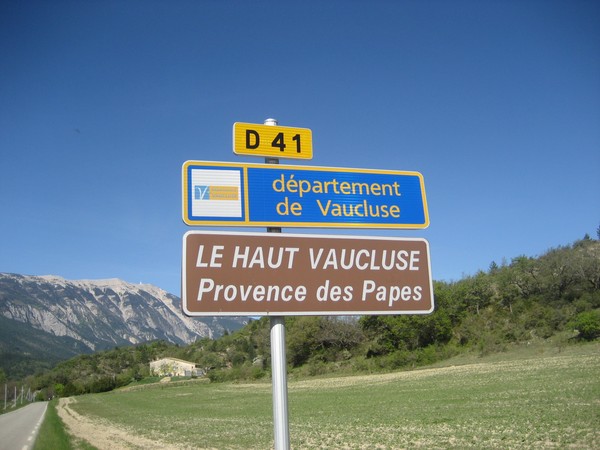 D 41
département
de Vaucluse
LE HAUT VAUCLUSE
Provence des Papes